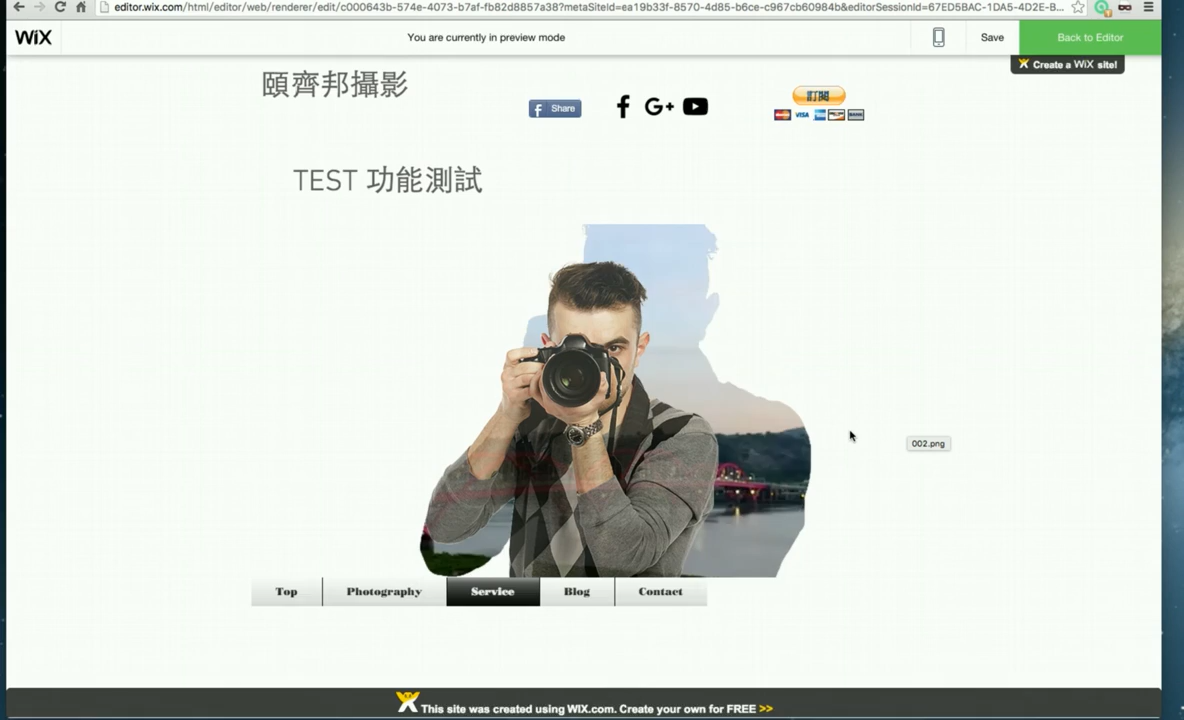 editor.wix.com/html/editor/web/renderer/edit/c000643b-574e-4073-b7af-fb82d8857a38?metaSiteId=ea19b33f-8570-4d85-b6ce-c967cb60984b&editorSessionId=67ED5BAC-1DA5-4D2E-B...
WiX
You are currently in preview mode
Save
Back to Editor
Create a WiX site!
頤齊邦攝影
f Share
G+
訂閱
VISA
TEST 功能測試
002.png
Top
Photography
Service
Blog
Contact
This site was created using WIX.com. Create your own for FREE >>